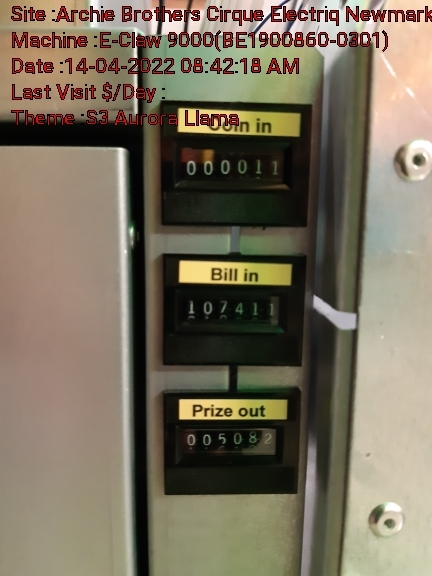 Site :Archie Brothers Cirque Electriq Newmark
Machine :E-Claw 9000(BE1900860-0301)
Date :14-04-2022 08:42:18 AM
Last Visit $/Day :
Theme :S3 Aurora Llama
Coin in
000011
Bill in
107411
Prize out
005082